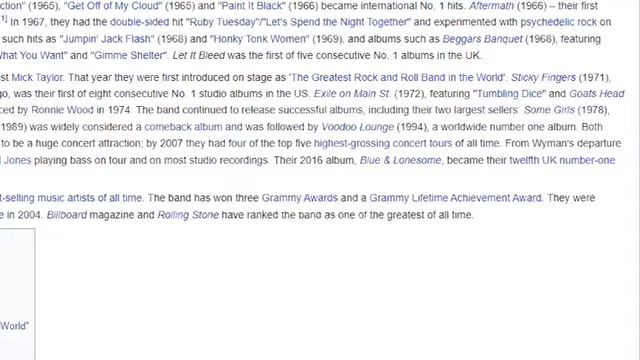 ction" (1965), "Get Off of My Cloud" (1965) and "Paint It Black" (1966) became international No. 1 hits. Aftermath (1966) – their first
] In 1967, they had the double-sided hit "Ruby Tuesday"/"Let's Spend the Night Together" and experimented with psychedelic rock on
such hits as "Jumpin' Jack Flash" (1968) and "Honky Tonk Women" (1969), and albums such as Beggars Banquet (1968), featuring
What You Want" and "Gimme Shelter". Let It Bleed was the first of five consecutive No. 1 albums in the UK.
st Mick Taylor. That year they were first introduced on stage as 'The Greatest Rock and Roll Band in the World'. Sticky Fingers (1971),
go, was their first of eight consecutive No. 1 studio albums in the US. Exile on Main St. (1972), featuring "Tumbling Dice" and Goats Head
ced by Ronnie Wood in 1974. The band continued to release successful albums, including their two largest sellers: Some Girls (1978),
(1989) was widely considered a comeback album and was followed by Voodoo Lounge (1994), a worldwide number one album. Both
to be a huge concert attraction; by 2007 they had four of the top five highest-grossing concert tours of all time. From Wyman's departure
l Jones playing bass on tour and on most studio recordings. Their 2016 album, Blue & Lonesome, became their twelfth UK number-one
t-selling music artists of all time. The band has won three Grammy Awards and a Grammy Lifetime Achievement Award. They were
e in 2004. Billboard magazine and Rolling Stone have ranked the band as one of the greatest of all time.
World"